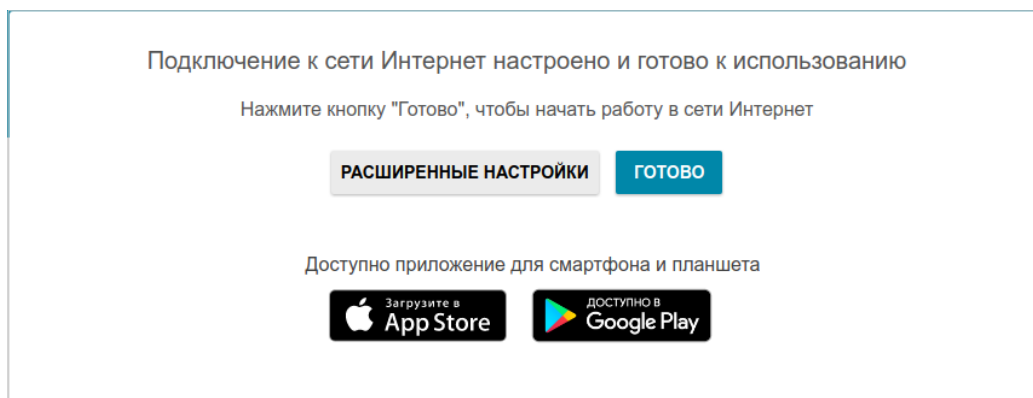 Подключение к сети Интернет настроено и готово к использованию
Нажмите кнопку "Готово", чтобы начать работу в сети Интернет
РАСШИРЕННЫЕ НАСТРОЙКИ ГОТОВО
Доступно приложение для смартфона и планшета
Загрузите в
App Store
ДОСТУПНО В
Google Play